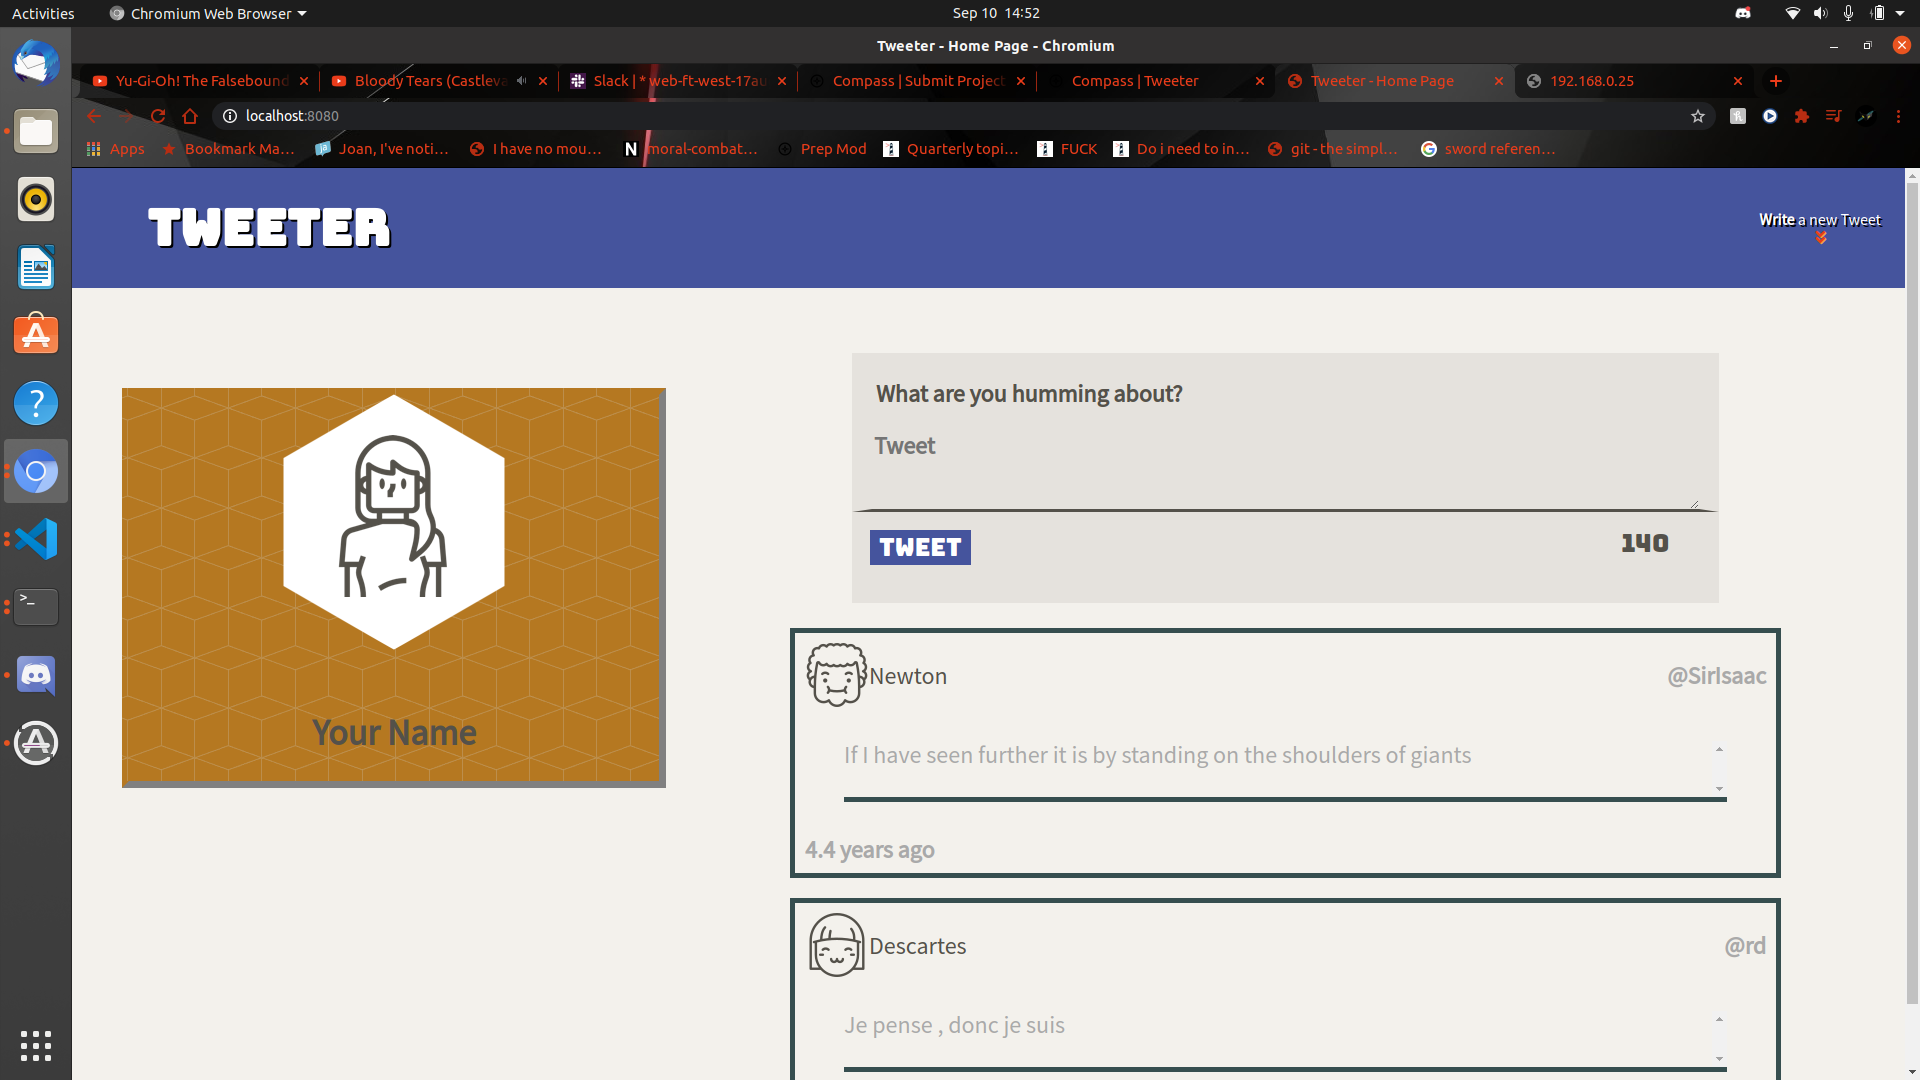 Activities
Chromium Web Browser
Sep 10 14:52
Tweeter - Home Page - Chromium
Yu-Gi-Oh! The Falsebound
Bloody Tears (Castleva
Slack | * web-ft-west-17au
Compass | Submit Project
Compass | Tweeter
Tweeter - Home Page
192.168.0.25
localhost:8080
Apps
Bookmark Ma...
Joan, I've noti...
I have no mou...
moral-combat...
Prep Mod
Quarterly topi...
FUCK
Do i need to in...
git - the simpl...
sword referen...
TWEETER
Write a new Tweet
What are you humming about?
Tweet
TWEET
140
Your Name
Newton
@SirIsaac
If I have seen further it is by standing on the shoulders of giants
4.4 years ago
Descartes
@rd
Je pense , donc je suis